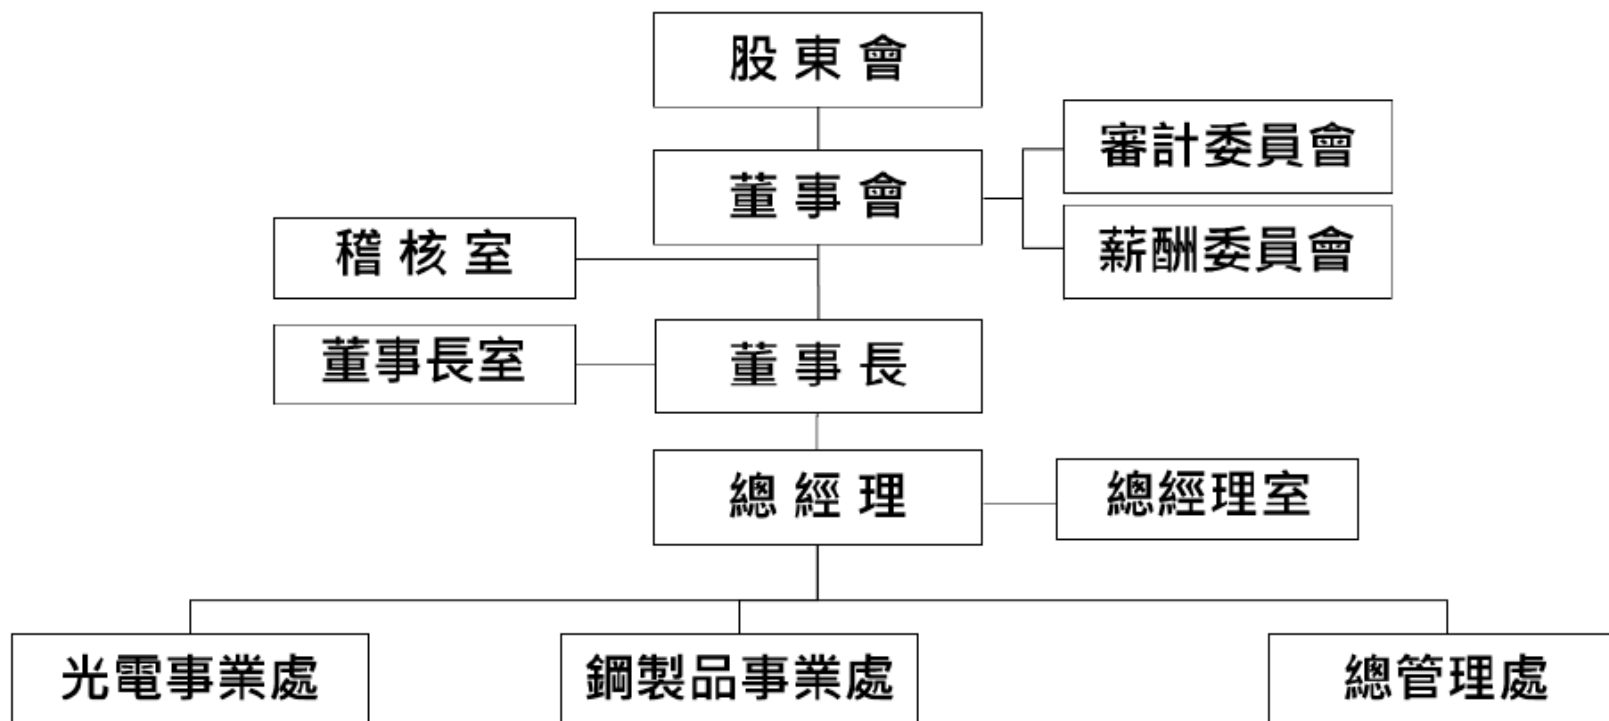 股東會
審計委員會
董事會
稽核室
薪酬委員會
董事長室
董事長
總經理
總經理室
光電事業處
鋼製品事業處
總管理處